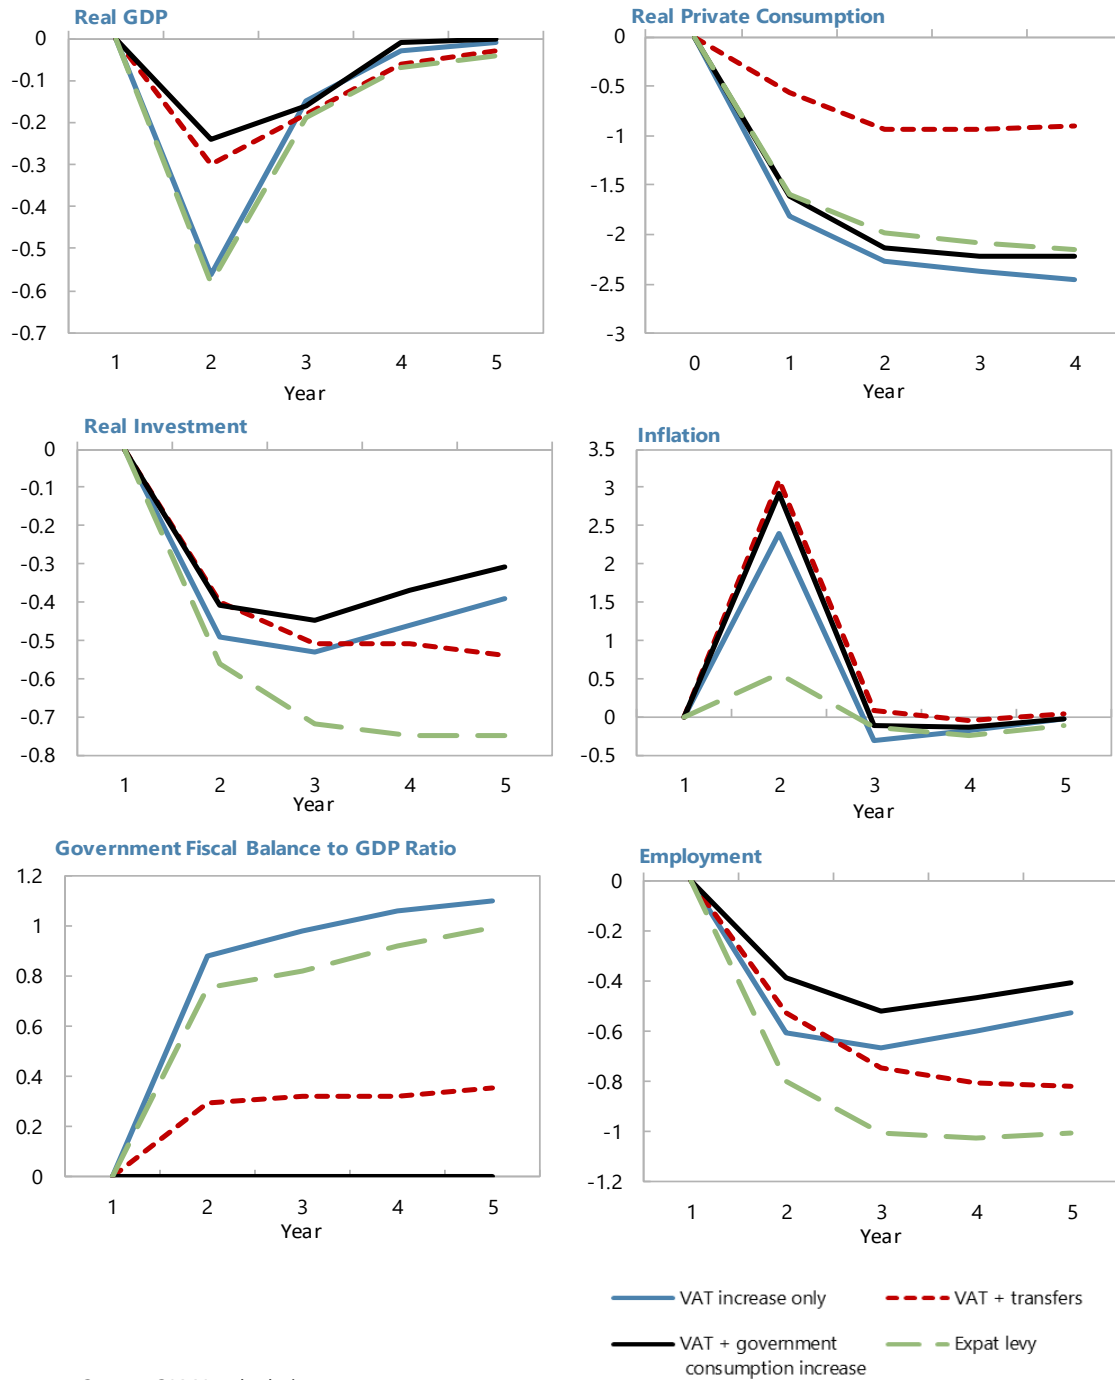 Real GDP
0
-0.1
-0.2
-0.3
-0.4
-0.5
-0.6
-0.7
1 2 3 4 5
Year
Real Private Consumption
0
-0.5
-1
-1.5
-2
-2.5
-3
0 1 2 3 4
Year
Real Investment
0
-0.1
-0.2
-0.3
-0.4
-0.5
-0.6
-0.7
-0.8
1 2 3 4 5
Year
Inflation
3.5
3
2.5
2
1.5
1
0.5
0
-0.5
1 2 3 4 5
Year
Government Fiscal Balance to GDP Ratio
1.2
1
0.8
0.6
0.4
0.2
0
1 2 3 4 5
Year
Employment
0
-0.2
-0.4
-0.6
-0.8
-1
-1.2
1 2 3 4 5
Year
VAT increase only
VAT + transfers
VAT + government
consumption increase
Expat levy